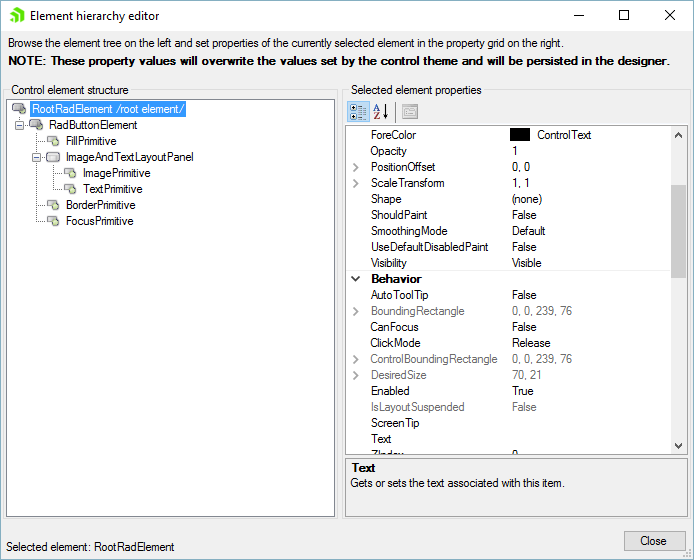 Element hierarchy editor
Browse the element tree on the left and set properties of the currently selected element in the property grid on the right.
NOTE: These property values will overwrite the values set by the control theme and will be persisted in the designer.
Control element structure
RootRadElement /root element/
RadButtonElement
FillPrimitive
ImageAndTextLayoutPanel
ImagePrimitive
TextPrimitive
BorderPrimitive
FocusPrimitive
Selected element properties
ForeColor ControlText
Opacity 1
PositionOffset 0, 0
ScaleTransform 1, 1
Shape (none)
ShouldPaint False
SmoothingMode Default
UseDefaultDisabledPaint False
Visibility Visible
Behavior
AutoToolTip False
BoundingRectangle 0, 0, 239, 76
CanFocus False
ClickMode Release
ControlBoundingRectangle 0, 0, 239, 76
DesiredSize 70, 21
Enabled True
IsLayoutSuspended False
ScreenTip
Text
ZIndex 0
Text
Gets or sets the text associated with this item.
Selected element: RootRadElement
Close